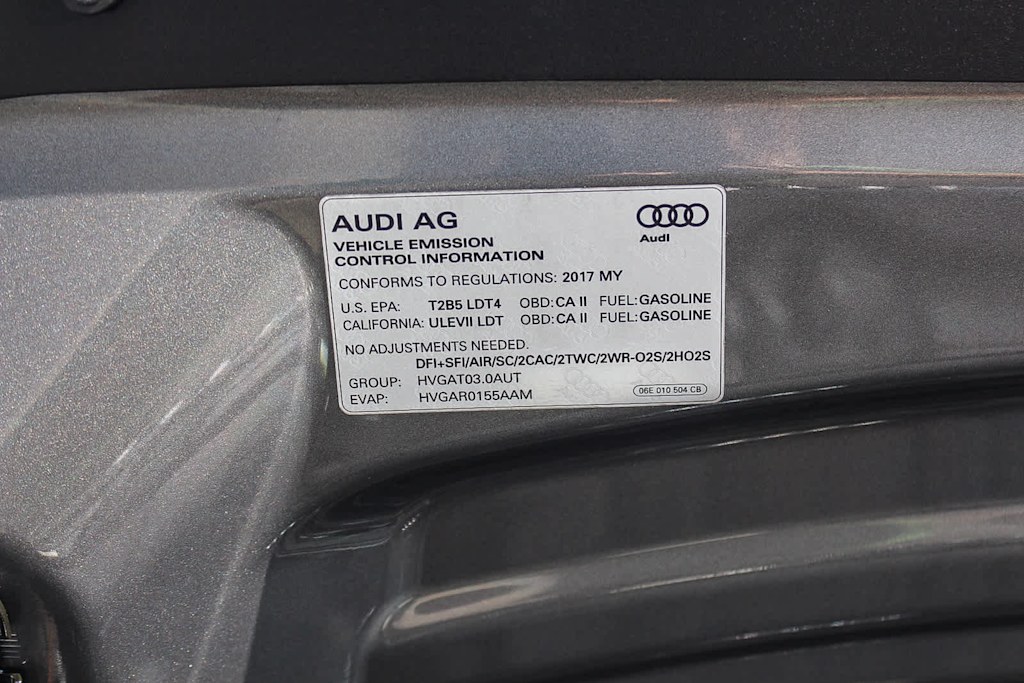 AUDI AG
Audi
VEHICLE EMISSION
CONTROL INFORMATION
CONFORMS TO REGULATIONS: 2017 MY
U.S. EPA: T2B5 LDT4 OBD: CA II FUEL: GASOLINE
CALIFORNIA: ULEVII LDT OBD: CA II FUEL: GASOLINE
NO ADJUSTMENTS NEEDED.
DFI+SFI/AIR/SC/2CAC/2TWC/2WR-O2S/2HO2S
GROUP: HVGAT03.0AUT
EVAP: HVGAR0155AAM
06E 010 504 CB